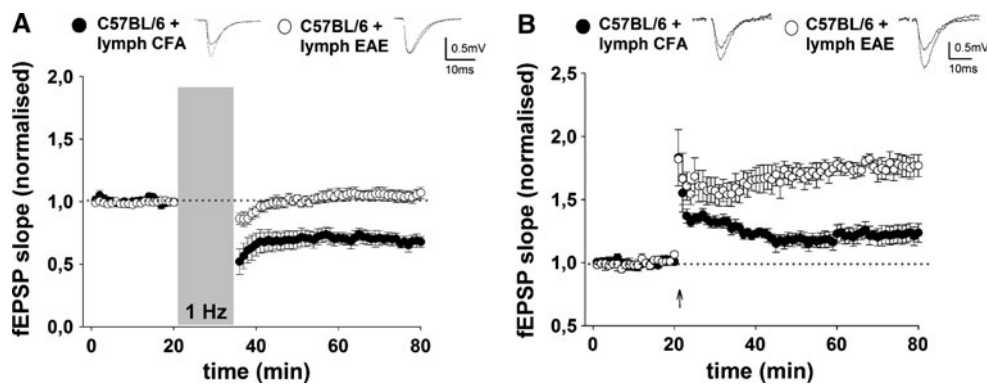 A
C57BL/6 +
lymph CFA
C57BL/6 +
lymph EAE
0.5mV
10ms
fEPSP slope (normalised)
2,0
1,5
1,0
0,5
0,0
1 Hz
0
20
40
60
80
time (min)
B
C57BL/6 +
lymph CFA
C57BL/6 +
lymph EAE
0.5mV
10ms
fEPSP slope (normalised)
2,5
2,0
1,5
1,0
0,5
0
20
40
60
80
time (min)